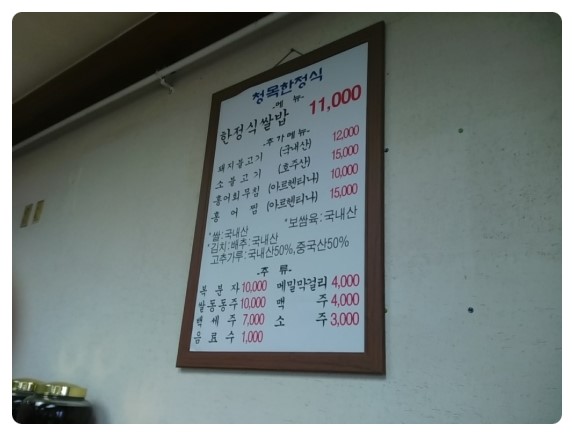 청목한정식
-메 뉴-
한정식쌀밥 11,000
-추가메뉴-
돼지불고기 (국내산) 12,000
소불고기 (호주산) 15,000
홍어회무침 (아르헨티나) 10,000
홍어찜 (아르헨티나) 15,000
*쌀:국내산 *보쌈육:국내산
*김치:배추:국내산
고추가루:국내산50%,중국산50%
-주 류-
복분자 10,000 메밀막걸리 4,000
쌀동동주 10,000 맥주 4,000
백세주 7,000 소주 3,000
음료수 1,000